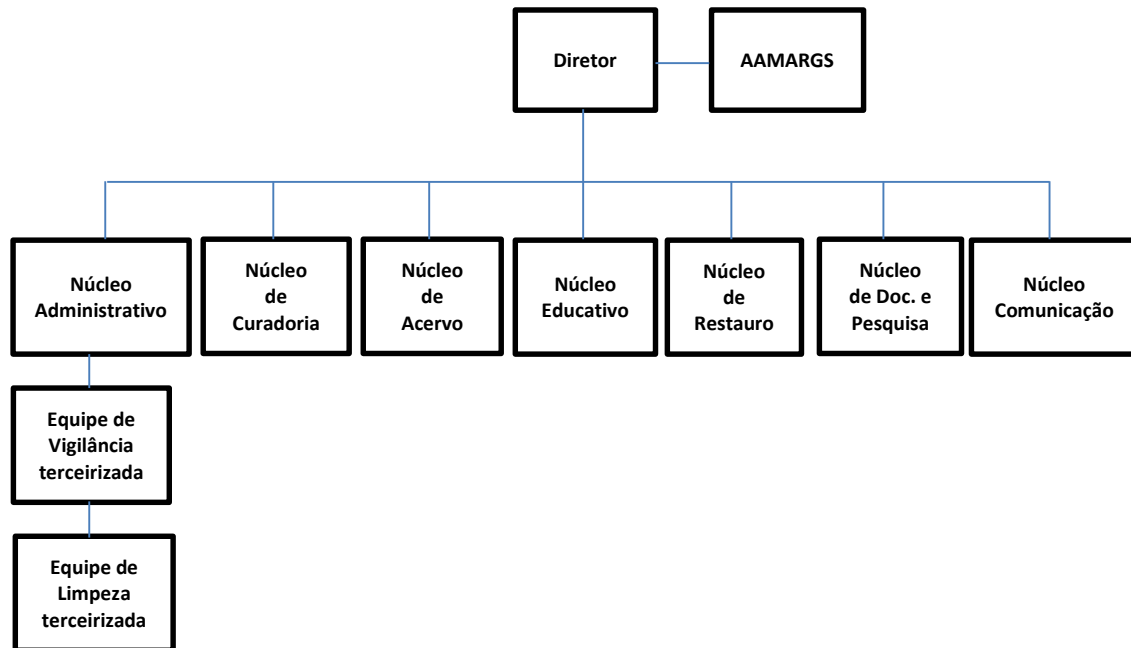 Diretor
AAMARGS
Núcleo
Administrativo
Núcleo
de
Curadoria
Núcleo
de
Acervo
Núcleo
Educativo
Núcleo
de
Restauro
Núcleo
de Doc. e
Pesquisa
Núcleo
Comunicação
Equipe de
Vigilância
terceirizada
Equipe de
Limpeza
terceirizada